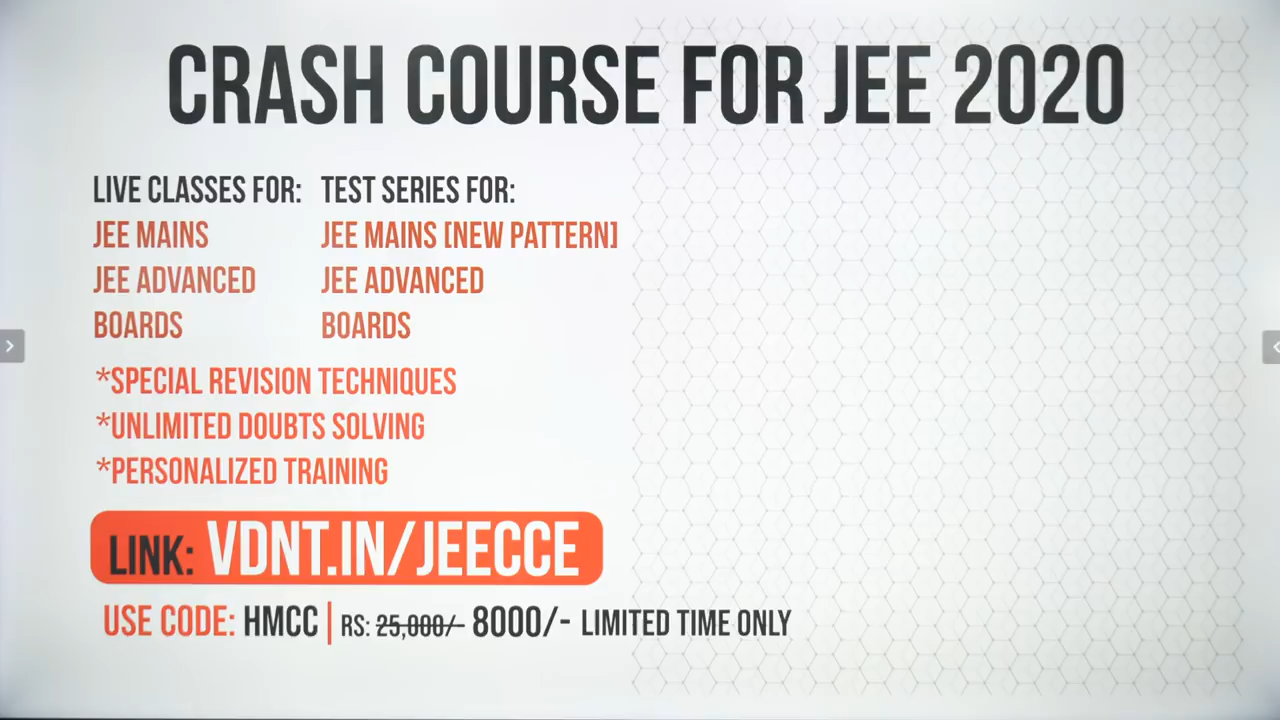 CRASH COURSE FOR JEE 2020
LIVE CLASSES FOR: TEST SERIES FOR:
JEE MAINS JEE MAINS [NEW PATTERN]
JEE ADVANCED JEE ADVANCED
BOARDS BOARDS
*SPECIAL REVISION TECHNIQUES
*UNLIMITED DOUBTS SOLVING
*PERSONALIZED TRAINING
LINK: VDNT.IN/JEECCE
USE CODE: HMCC | RS: 25,000/- 8000/- LIMITED TIME ONLY